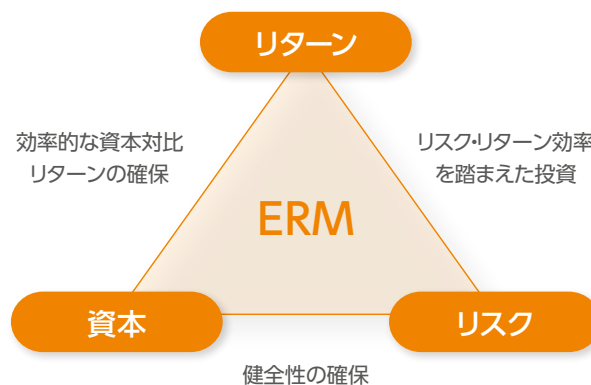 リターン
効率的な資本対比
リターンの確保
リスク・リターン効率
を踏まえた投資
ERM
資本
リスク
健全性の確保